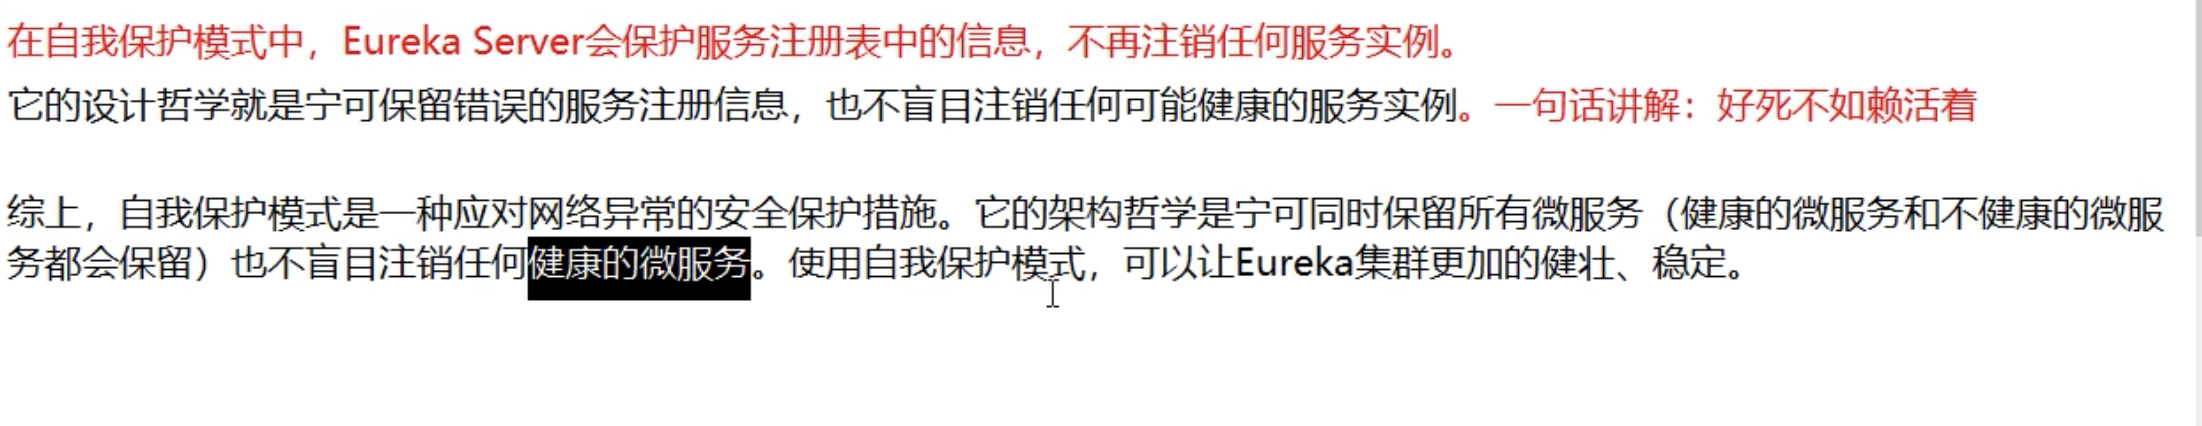 在自我保护模式中，Eureka Server会保护服务注册表中的信息，不再注销任何服务实例。
它的设计哲学就是宁可保留错误的服务注册信息，也不盲目注销任何可能健康的服务实例。一句话讲解：好死不如赖活着
综上，自我保护模式是一种应对网络异常的安全保护措施。它的架构哲学是宁可同时保留所有微服务（健康的微服务和不健康的微服
务都会保留）也不盲目注销任何健康的微服务。使用自我保护模式，可以让Eureka集群更加的健壮、稳定。